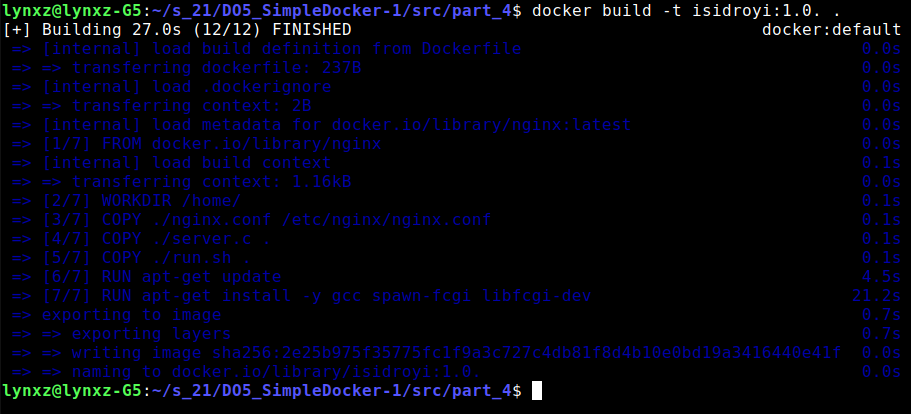 lynxz@lynxz-G5:~/s_21/DO5_SimpleDocker-1/src/part_4$ docker build -t isidroyi:1.0. .
[+] Building 27.0s (12/12) FINISHED docker:default
=> [internal] load build definition from Dockerfile 0.0s
=> => transferring dockerfile: 237B 0.0s
=> [internal] load .dockerignore 0.0s
=> => transferring context: 2B 0.0s
=> [internal] load metadata for docker.io/library/nginx:latest 0.0s
=> [1/7] FROM docker.io/library/nginx 0.0s
=> [internal] load build context 0.1s
=> => transferring context: 1.16kB 0.0s
=> [2/7] WORKDIR /home/ 0.1s
=> [3/7] COPY ./nginx.conf /etc/nginx/nginx.conf 0.1s
=> [4/7] COPY ./server.c . 0.1s
=> [5/7] COPY ./run.sh . 0.1s
=> [6/7] RUN apt-get update 4.5s
=> [7/7] RUN apt-get install -y gcc spawn-fcgi libfcgi-dev 21.2s
=> exporting to image 0.7s
=> => exporting layers 0.7s
=> => writing image sha256:2e25b975f35775fc1f9a3c727c4db81f8d4b10e0bd19a3416440e41f 0.0s
=> => naming to docker.io/library/isidroyi:1.0. 0.0s
lynxz@lynxz-G5:~/s_21/DO5_SimpleDocker-1/src/part_4$